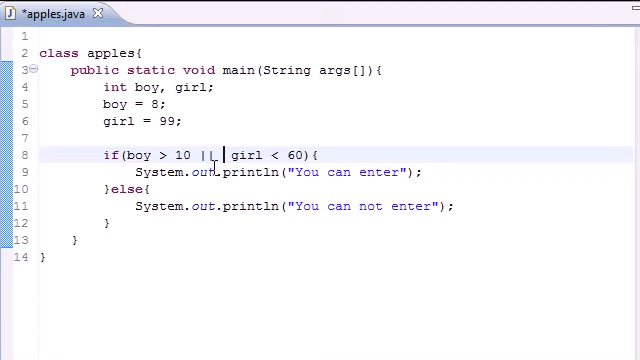 *apples.java
1
2 class apples{
3 public static void main(String args[]){
4 int boy, girl;
5 boy = 8;
6 girl = 99;
7
8 if(boy > 10 || girl < 60){
9 System.out.println("You can enter");
10 }else{
11 System.out.println("You can not enter");
12 }
13 }
14 }